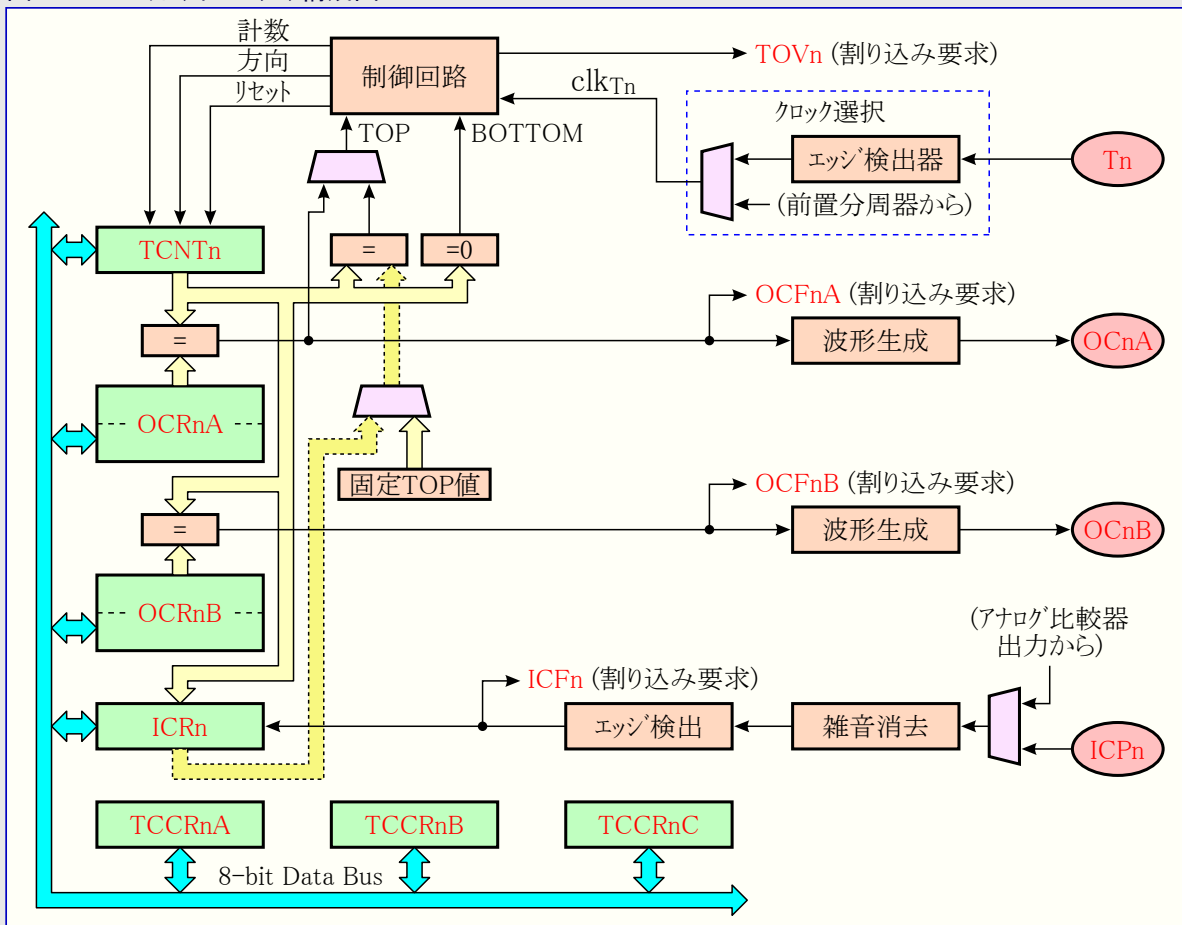 計数
方向
リセット
制御回路
TOVn (割り込み要求)
clkTn
TOP
BOTTOM
クロック選択
エッジ検出器
Tn
(前置分周器から)
TCNTn
=
=0
OCFnA (割り込み要求)
=
波形生成
OCnA
OCRnA
固定TOP値
OCFnB (割り込み要求)
=
波形生成
OCnB
OCRnB
(アナログ比較器
出力から)
ICFn (割り込み要求)
ICRn
エッジ検出
雑音消去
ICPn
TCCRnA
TCCRnB
TCCRnC
8-bit Data Bus